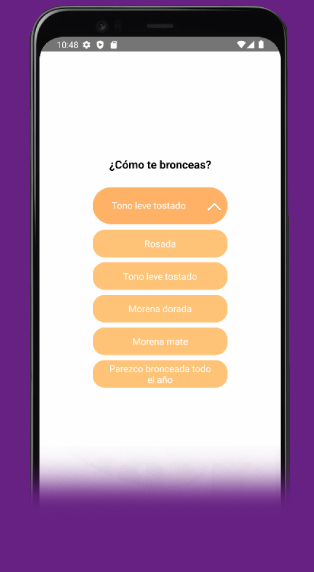 10:48
¿Cómo te bronceas?
Tono leve tostado
Rosada
Tono leve tostado
Morena dorada
Morena mate
Parezco bronceada todo
el año